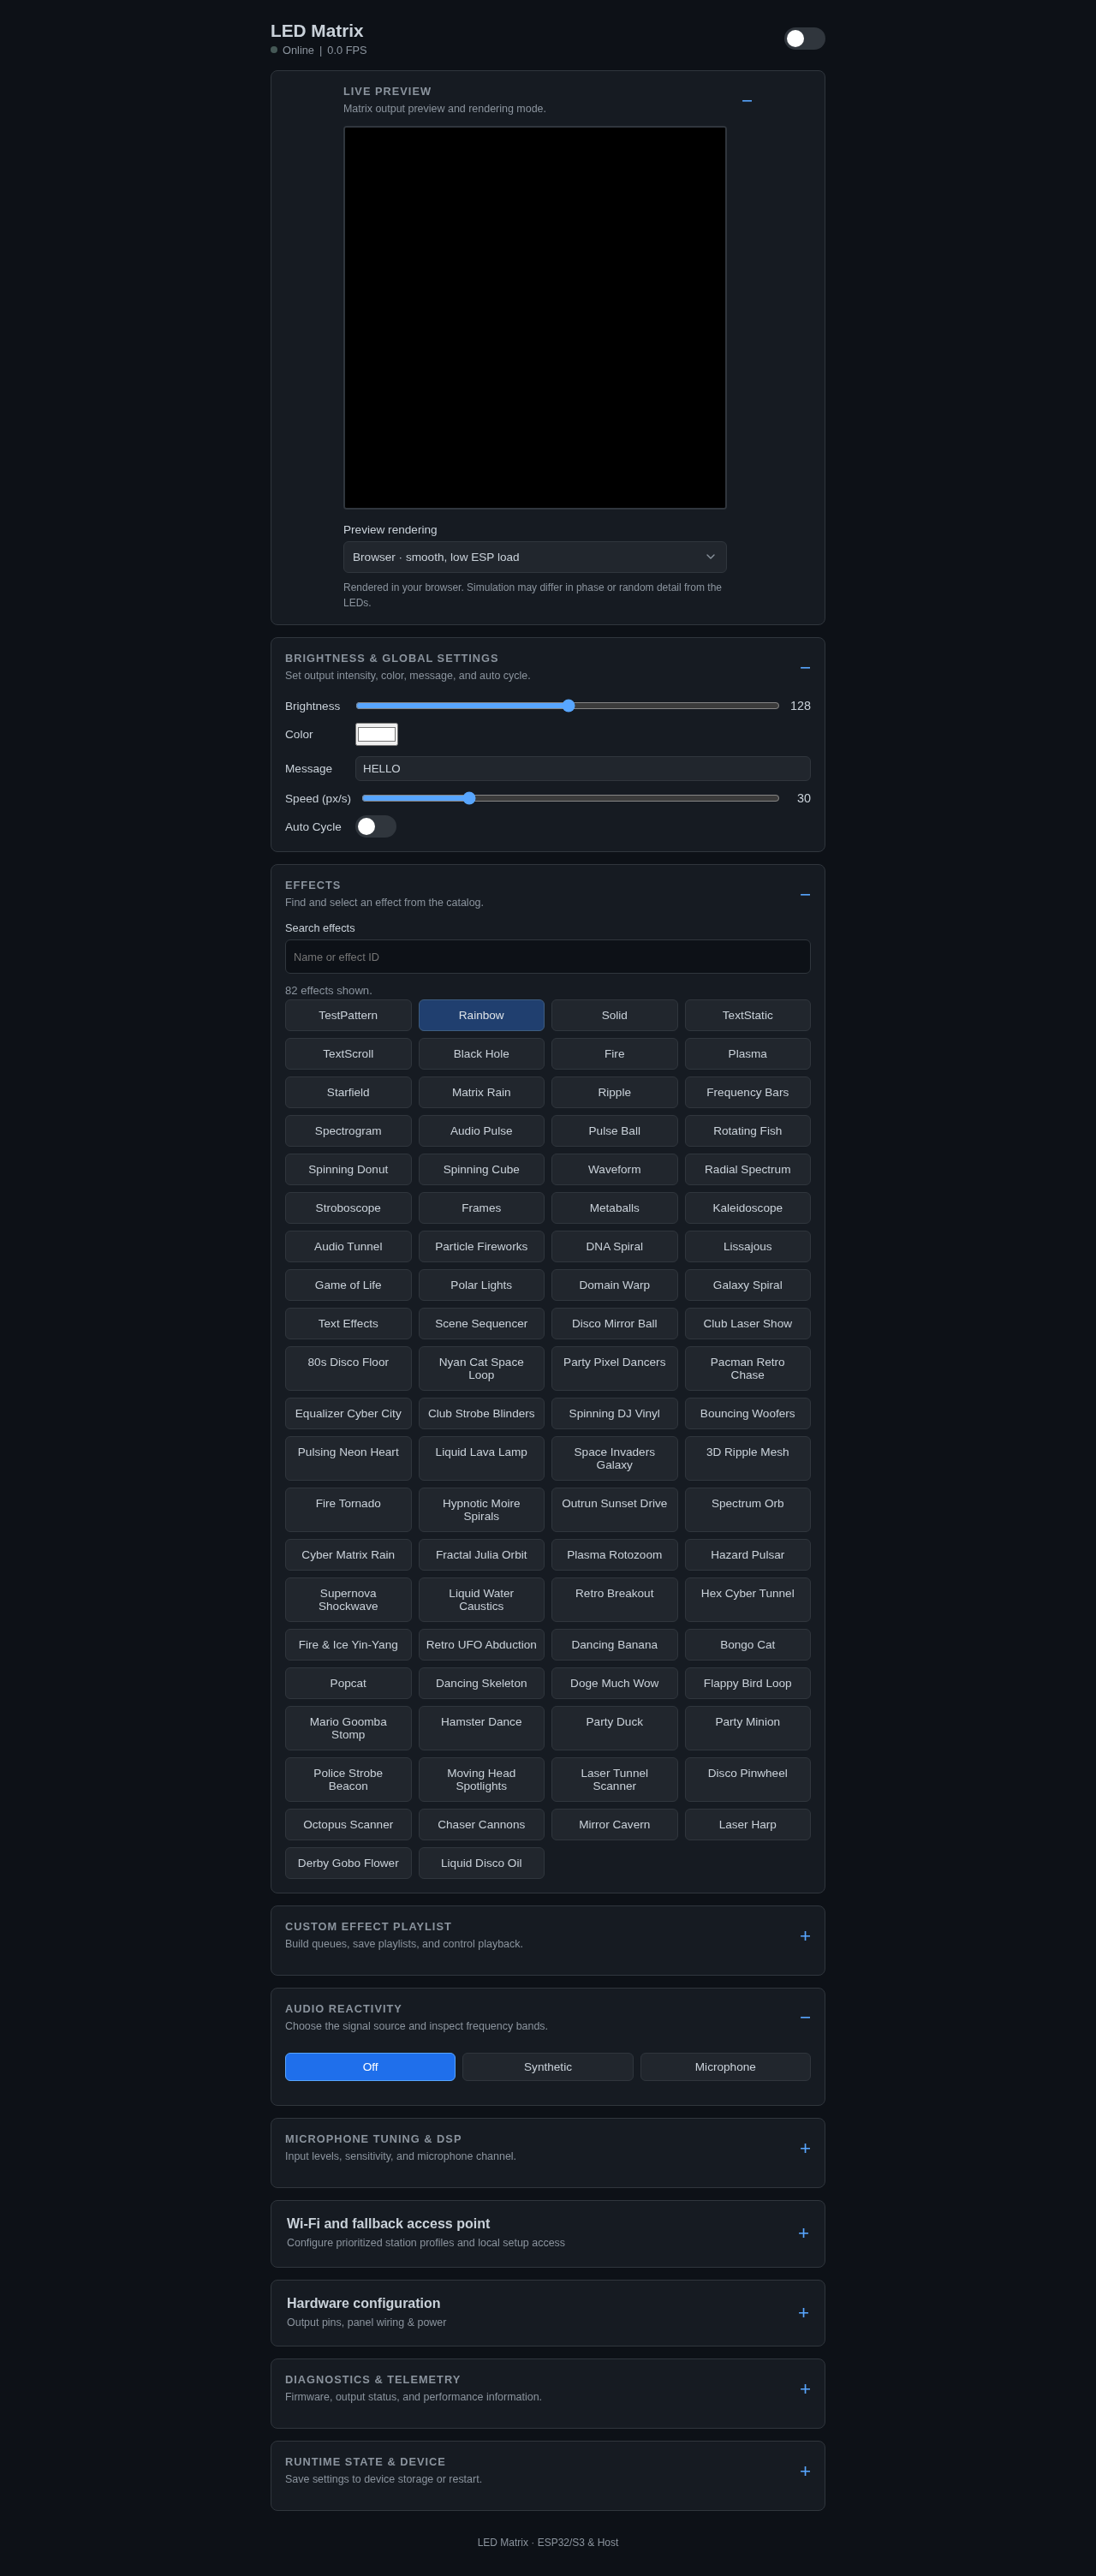 LED Matrix
Online | 0.0 FPS
LIVE PREVIEW
Matrix output preview and rendering mode.
Preview rendering
Browser · smooth, low ESP load
Rendered in your browser. Simulation may differ in phase or random detail from the
LEDs.
BRIGHTNESS & GLOBAL SETTINGS
Set output intensity, color, message, and auto cycle.
Brightness 128
Color
Message HELLO
Speed (px/s) 30
Auto Cycle
EFFECTS
Find and select an effect from the catalog.
Search effects
Name or effect ID
82 effects shown.
TestPattern Rainbow Solid TextStatic
TextScroll Black Hole Fire Plasma
Starfield Matrix Rain Ripple Frequency Bars
Spectrogram Audio Pulse Pulse Ball Rotating Fish
Spinning Donut Spinning Cube Waveform Radial Spectrum
Stroboscope Frames Metaballs Kaleidoscope
Audio Tunnel Particle Fireworks DNA Spiral Lissajous
Game of Life Polar Lights Domain Warp Galaxy Spiral
Text Effects Scene Sequencer Disco Mirror Ball Club Laser Show
80s Disco Floor Nyan Cat Space Party Pixel Dancers Pacman Retro
Loop Chase
Equalizer Cyber City Club Strobe Blinders Spinning DJ Vinyl Bouncing Woofers
Pulsing Neon Heart Liquid Lava Lamp Space Invaders 3D Ripple Mesh
Galaxy
Fire Tornado Hypnotic Moire Outrun Sunset Drive Spectrum Orb
Spirals
Cyber Matrix Rain Fractal Julia Orbit Plasma Rotozoom Hazard Pulsar
Supernova Liquid Water Retro Breakout Hex Cyber Tunnel
Shockwave Caustics
Fire & Ice Yin-Yang Retro UFO Abduction Dancing Banana Bongo Cat
Popcat Dancing Skeleton Doge Much Wow Flappy Bird Loop
Mario Goomba Hamster Dance Party Duck Party Minion
Stomp
Police Strobe Moving Head Laser Tunnel Disco Pinwheel
Beacon Spotlights Scanner
Octopus Scanner Chaser Cannons Mirror Cavern Laser Harp
Derby Gobo Flower Liquid Disco Oil
CUSTOM EFFECT PLAYLIST
Build queues, save playlists, and control playback.
AUDIO REACTIVITY
Choose the signal source and inspect frequency bands.
Off Synthetic Microphone
MICROPHONE TUNING & DSP
Input levels, sensitivity, and microphone channel.
Wi-Fi and fallback access point
Configure prioritized station profiles and local setup access
Hardware configuration
Output pins, panel wiring & power
DIAGNOSTICS & TELEMETRY
Firmware, output status, and performance information.
RUNTIME STATE & DEVICE
Save settings to device storage or restart.
LED Matrix · ESP32/S3 & Host